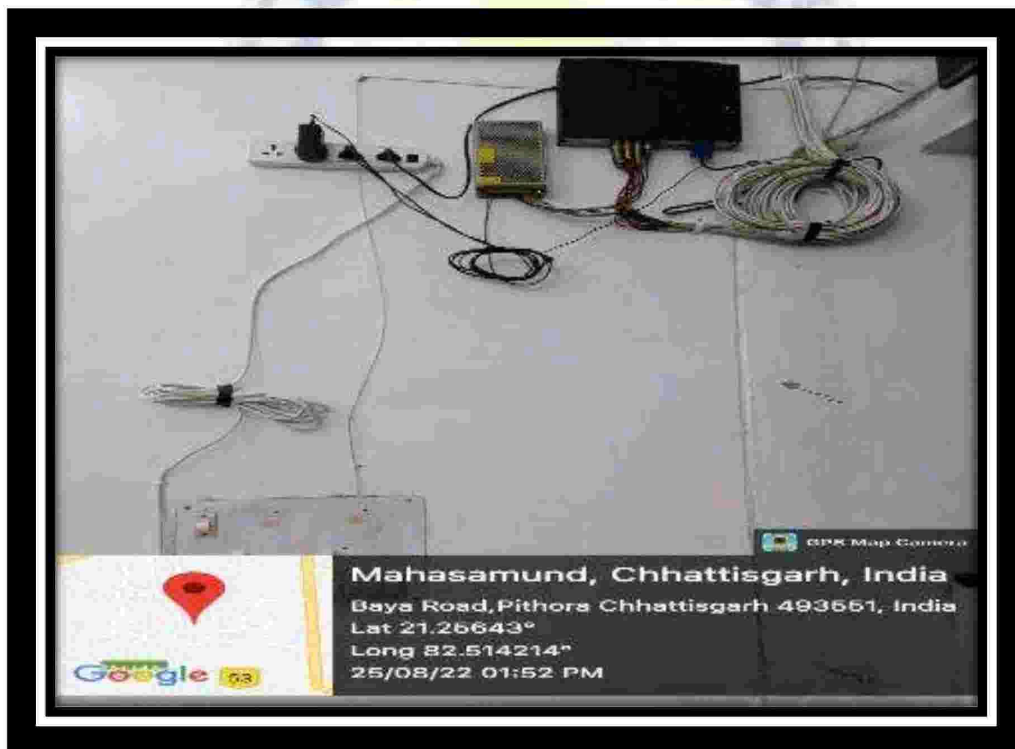 GPS Map Camera
Mahasamund, Chhattisgarh, India
Baya Road,Pithora Chhattisgarh 493551, India
Lat 21.25643°
Long 82.514214°
25/08/22 01:52 PM
Google
53